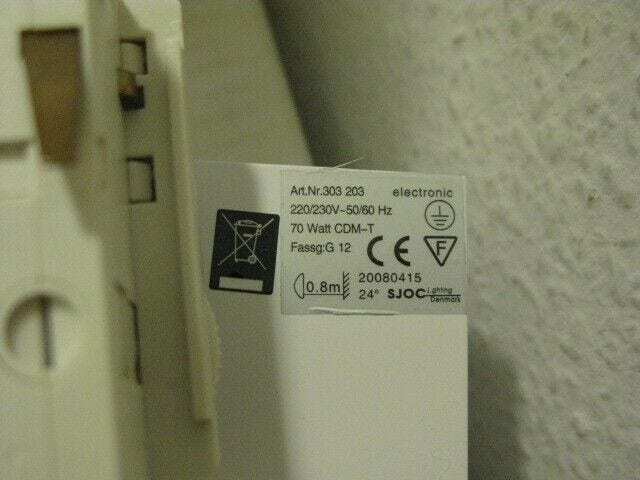 Art.Nr.303 203 electronic
220/230V~50/60 Hz
70 Watt CDM-T
Fassg:G 12 CE F
0.8m 20080415
24° SJOC Lighting
Denmark